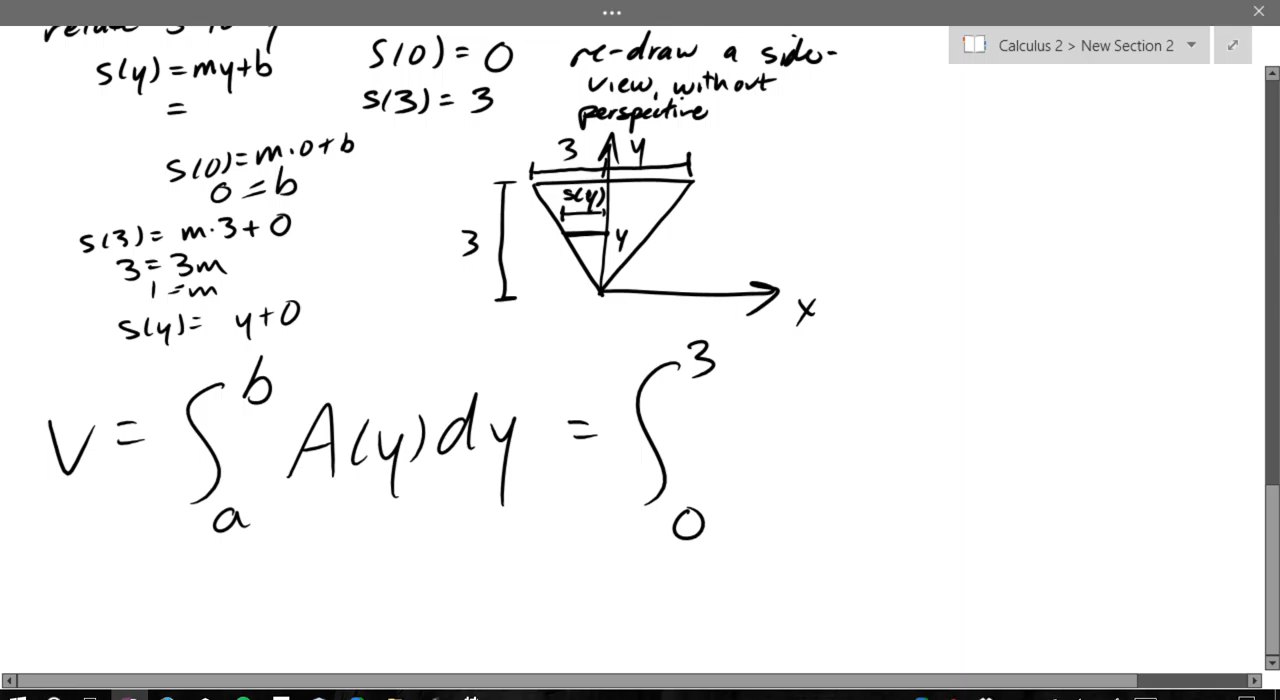 Calculus 2 > New Section 2
s(y) = my+b
=
s(0) = m·0+b
0 = b
s(3) = m·3+0
3 = 3m
1 = m
s(y) = y+0
s(0) = 0
s(3) = 3
re-draw a side-
view, without
perspective
3 y
s(y)
y
3
x
V = ∫_a^b A(y)dy = ∫_0^3